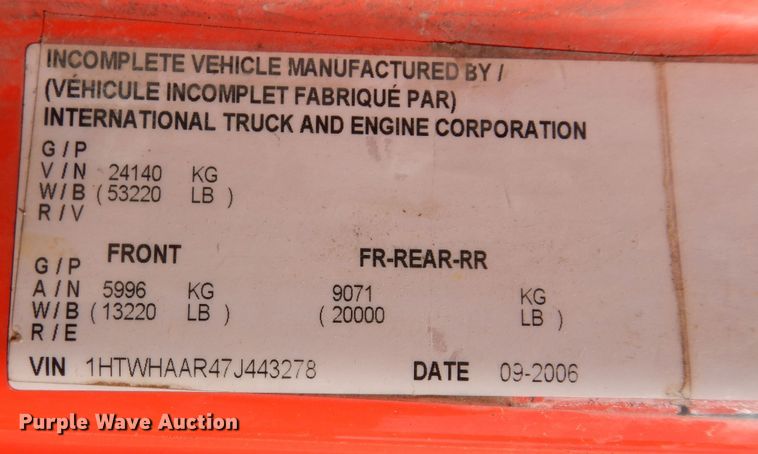 INCOMPLETE VEHICLE MANUFACTURED BY /
(VÉHICULE INCOMPLET FABRIQUÉ PAR)
INTERNATIONAL TRUCK AND ENGINE CORPORATION
G / P
V / N 24140 KG
W / B ( 53220 LB )
R / V
FRONT FR-REAR-RR
G / P
A / N 5996 KG 9071 KG
W / B ( 13220 LB ) ( 20000 LB )
R / E
VIN 1HTWHAAR47J443278 DATE 09-2006
Purple Wave Auction